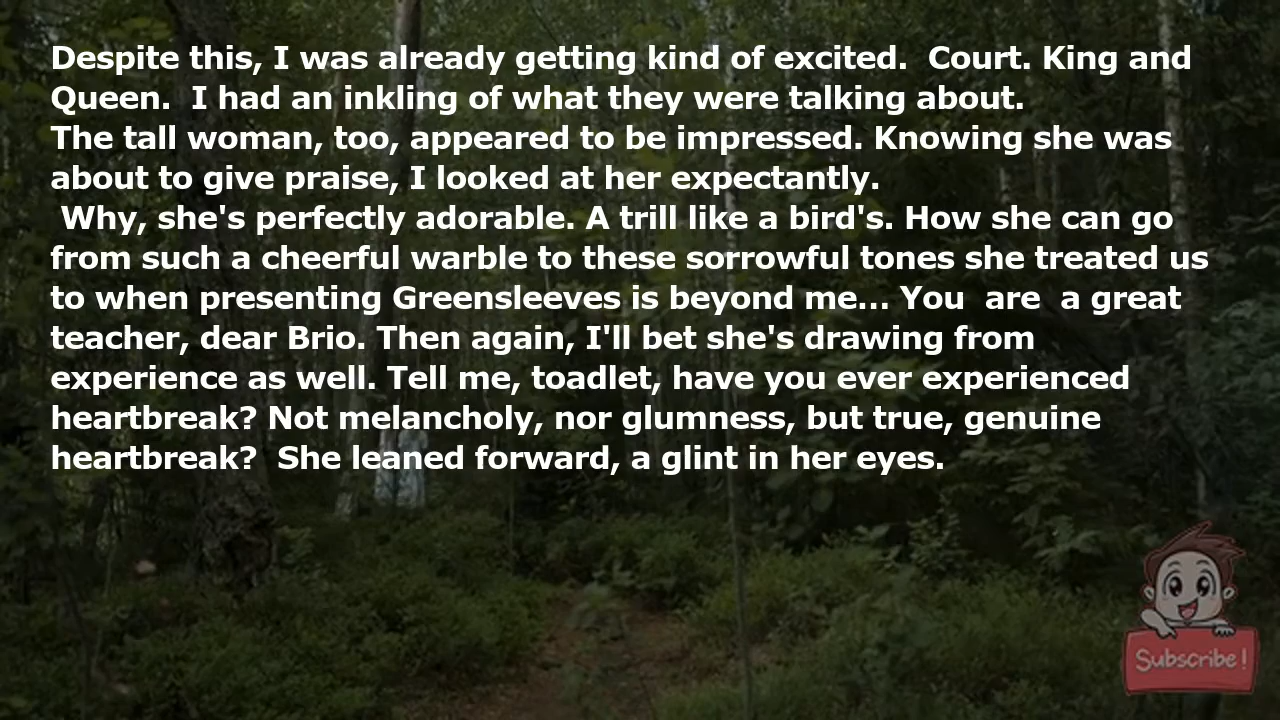 Despite this, I was already getting kind of excited.  Court. King and
Queen.  I had an inkling of what they were talking about.
The tall woman, too, appeared to be impressed. Knowing she was
about to give praise, I looked at her expectantly.
Why, she's perfectly adorable. A trill like a bird's. How she can go
from such a cheerful warble to these sorrowful tones she treated us
to when presenting Greensleeves is beyond me... You  are  a great
teacher, dear Brio. Then again, I'll bet she's drawing from
experience as well. Tell me, toadlet, have you ever experienced
heartbreak? Not melancholy, nor glumness, but true, genuine
heartbreak?  She leaned forward, a glint in her eyes.
Subscribe!